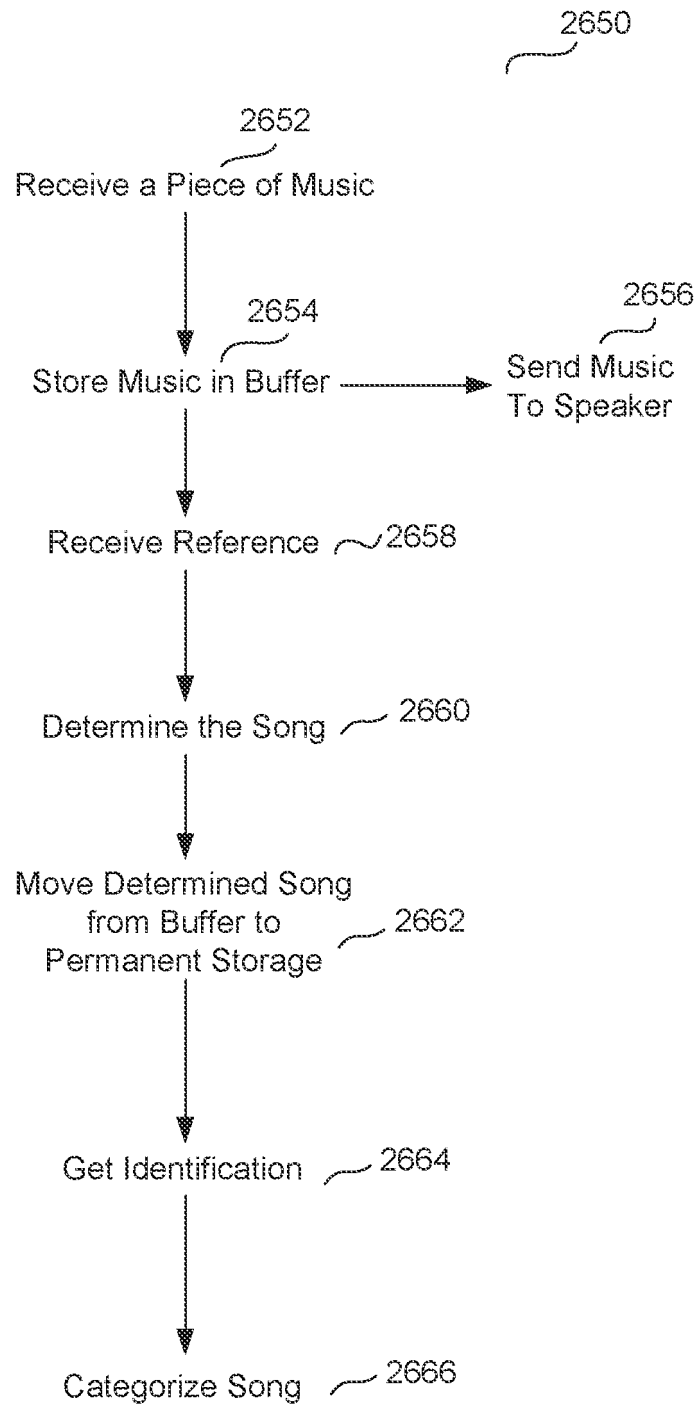 2650
2652
Receive a Piece of Music
2654
Store Music in Buffer
2656
Send Music
To Speaker
Receive Reference
2658
Determine the Song
2660
Move Determined Song
from Buffer to
Permanent Storage
2662
Get Identification
2664
Categorize Song
2666